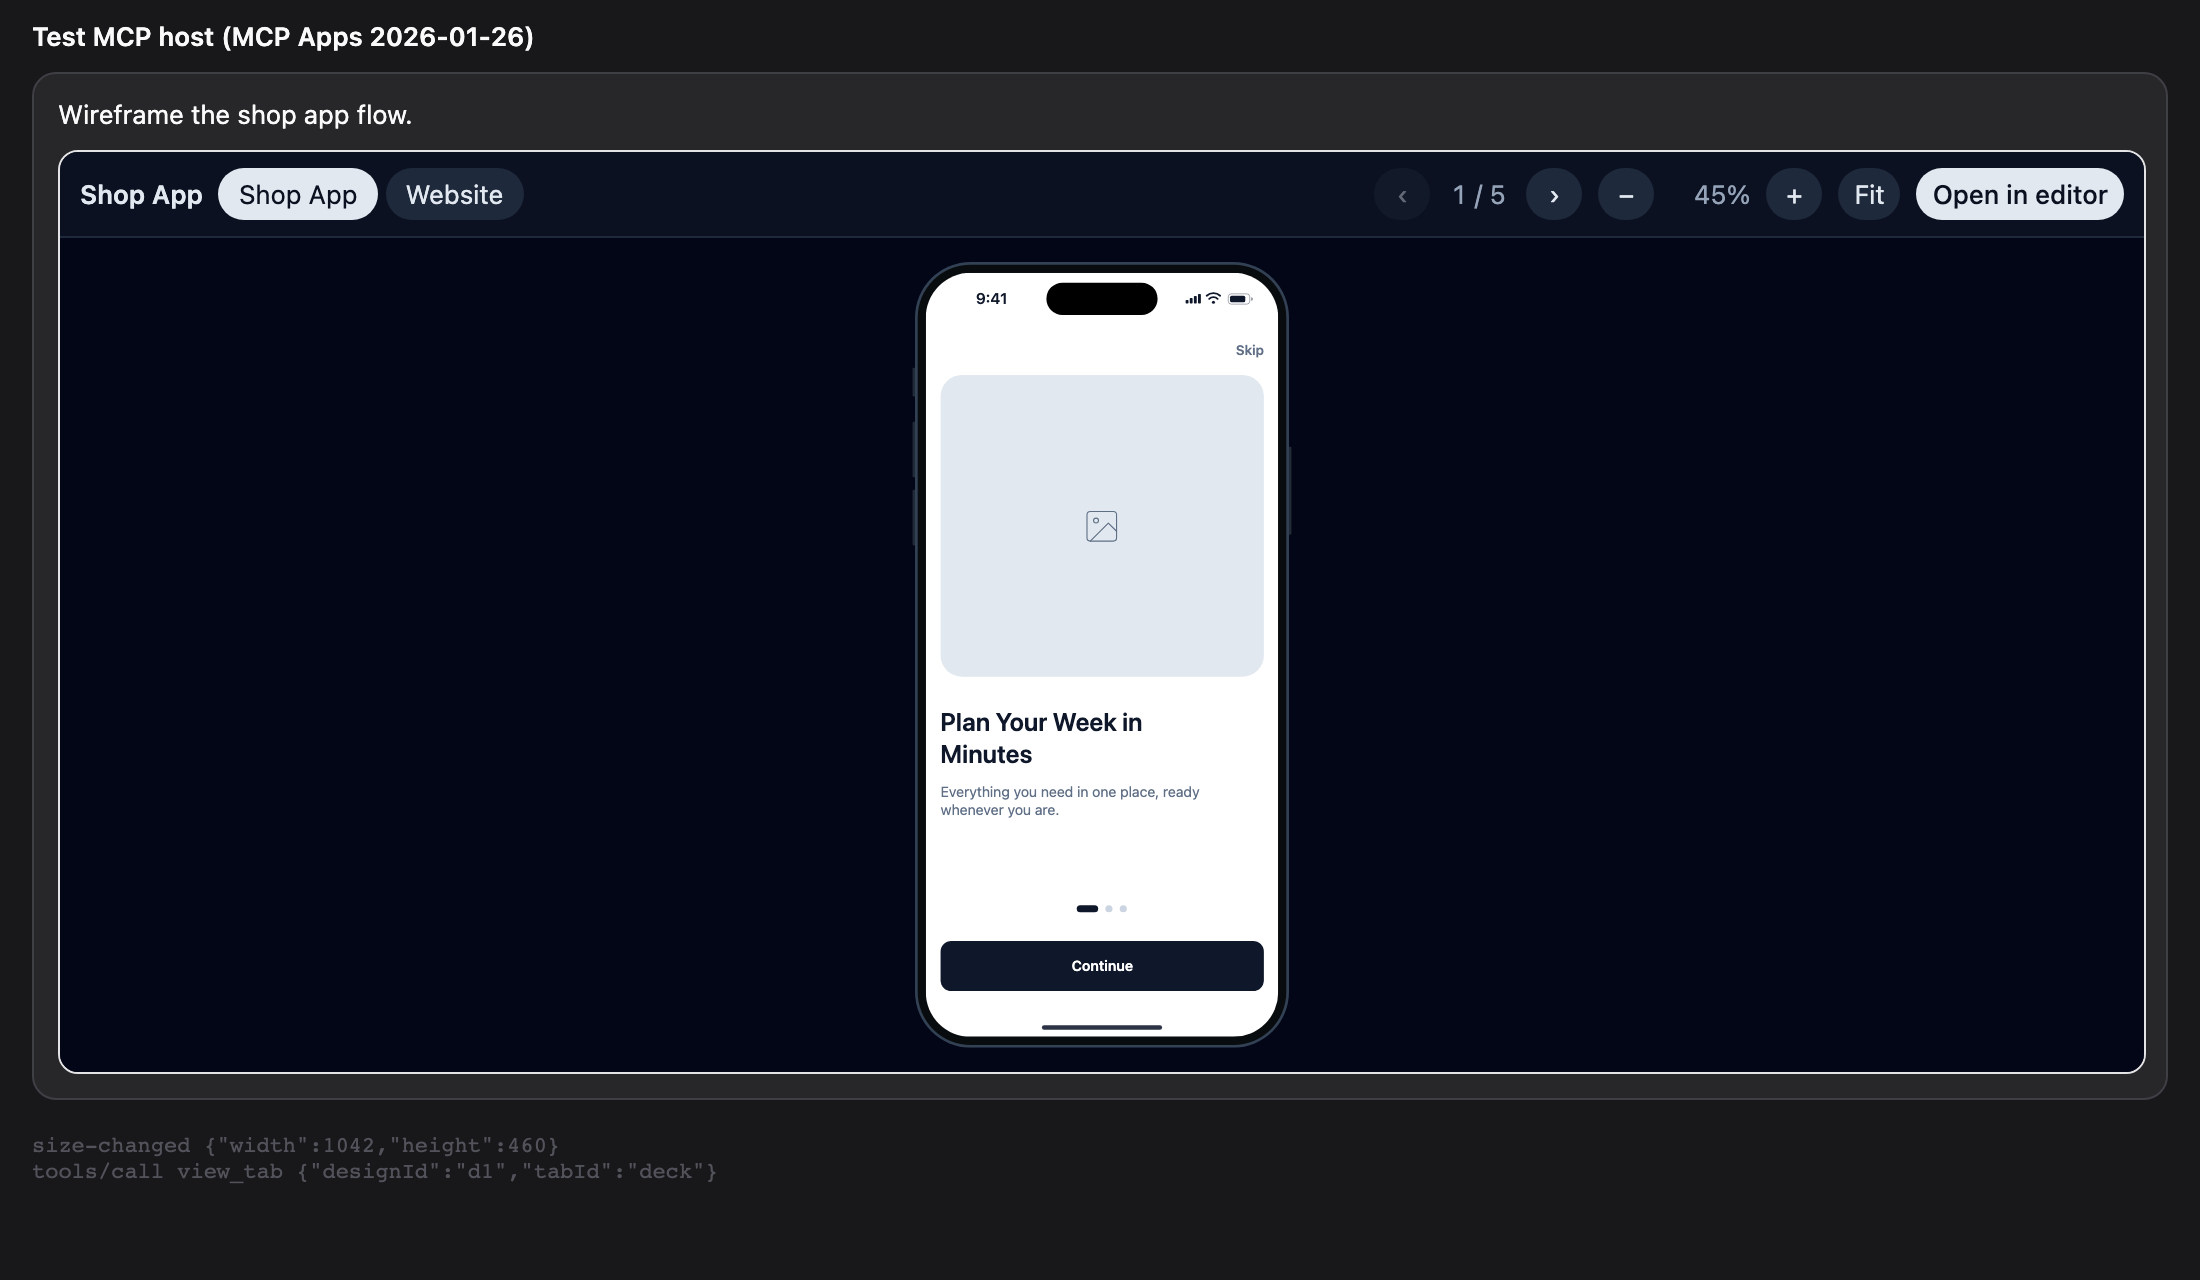 Test MCP host (MCP Apps 2026-01-26)
Wireframe the shop app flow.
Shop App Shop App Website ‹ 1 / 5 › − 45% + Fit Open in editor
9:41
Skip
Plan Your Week in
Minutes
Everything you need in one place, ready
whenever you are.
Continue
size-changed {"width":1042,"height":460}
tools/call view_tab {"designId":"d1","tabId":"deck"}